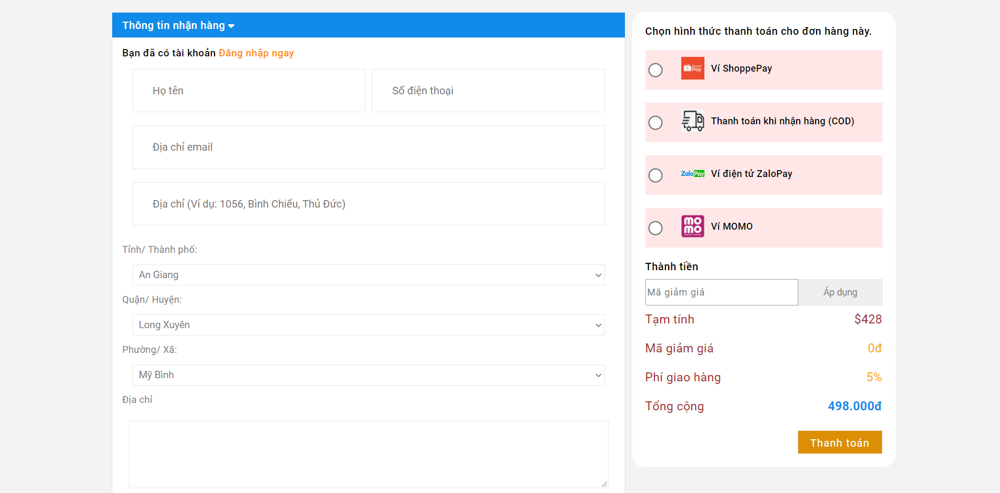 Thông tin nhận hàng
Bạn đã có tài khoản Đăng nhập ngay
Họ tên
Số điện thoại
Địa chỉ email
Địa chỉ (Ví dụ: 1056, Bình Chiểu, Thủ Đức)
Tỉnh/ Thành phố:
An Giang
Quận/ Huyện:
Long Xuyên
Phường/ Xã:
Mỹ Bình
Địa chỉ
Chọn hình thức thanh toán cho đơn hàng này.
Shopee
Pay
Ví ShoppePay
Thanh toán khi nhận hàng (COD)
ZaloPay
Ví điện tử ZaloPay
mo
mo
mobile money
Ví MOMO
Thành tiền
Mã giảm giá
Áp dụng
Tạm tính $428
Mã giảm giá 0đ
Phí giao hàng 5%
Tổng cộng 498.000đ
Thanh toán